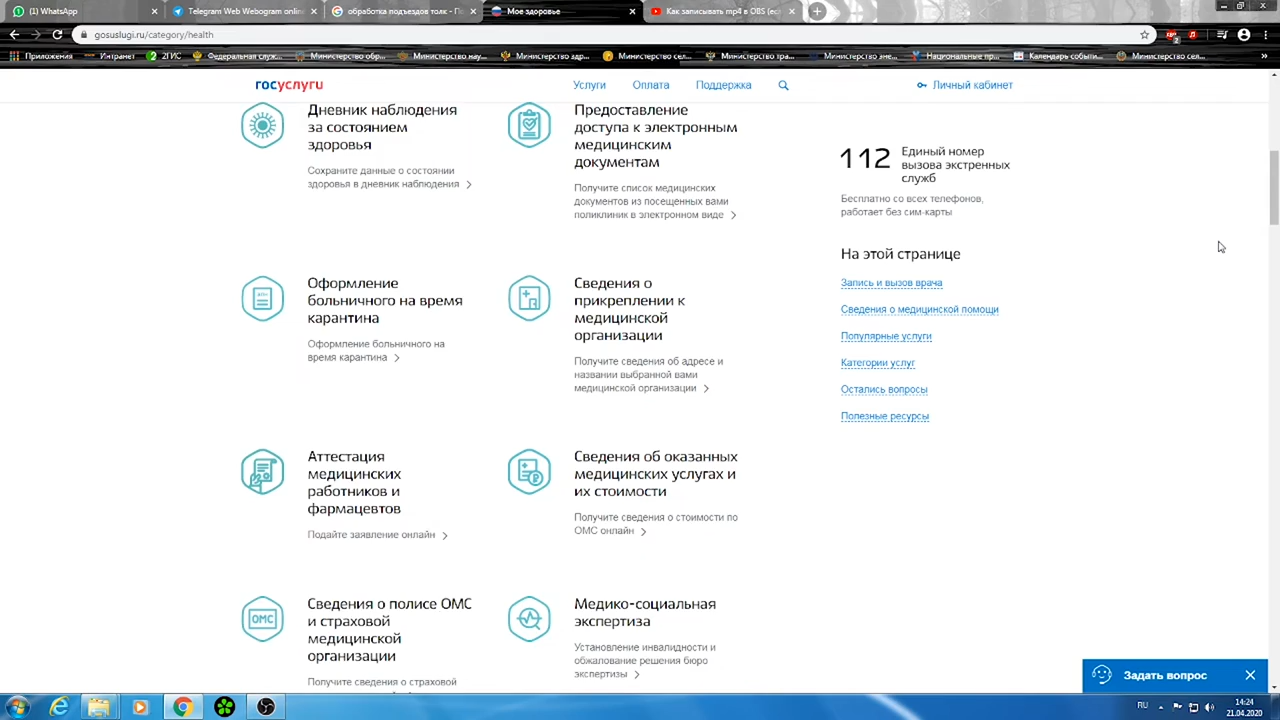 (1) WhatsApp
Telegram Web Webogram online
обработка подъездов толк - По
Мое здоровье
Как записывать mp4 в OBS (есл
gosuslugi.ru/category/health
Приложения
Интранет
2ГИС
Федеральная служ...
Министерство обр...
Министерство нау...
Министерство здр...
Министерство сел...
Министерство тра...
Министерство эне...
Национальные про...
Календарь событи...
Министерство сел...
госуслуги
Услуги
Оплата
Поддержка
Личный кабинет
Дневник наблюдения
за состоянием
здоровья
Сохраните данные о состоянии
здоровья в дневник наблюдения
Предоставление
доступа к электронным
медицинским
документам
Получите список медицинских
документов из посещенных вами
поликлиник в электронном виде
112
Единый номер
вызова экстренных
служб
Бесплатно со всех телефонов,
работает без сим-карты
На этой странице
Запись и вызов врача
Сведения о медицинской помощи
Популярные услуги
Категории услуг
Остались вопросы
Полезные ресурсы
Оформление
больничного на время
карантина
Оформление больничного на
время карантина
Сведения о
прикреплении к
медицинской
организации
Получите сведения об адресе и
названии выбранной вами
медицинской организации
Аттестация
медицинских
работников и
фармацевтов
Подайте заявление онлайн
Сведения об оказанных
медицинских услугах и
их стоимости
Получите сведения о стоимости по
ОМС онлайн
ОМС
Сведения о полисе ОМС
и страховой
медицинской
организации
Получите сведения о страховой
Медико-социальная
экспертиза
Установление инвалидности и
обжалование решения бюро
экспертизы
Задать вопрос
RU
14:24
21.04.2020